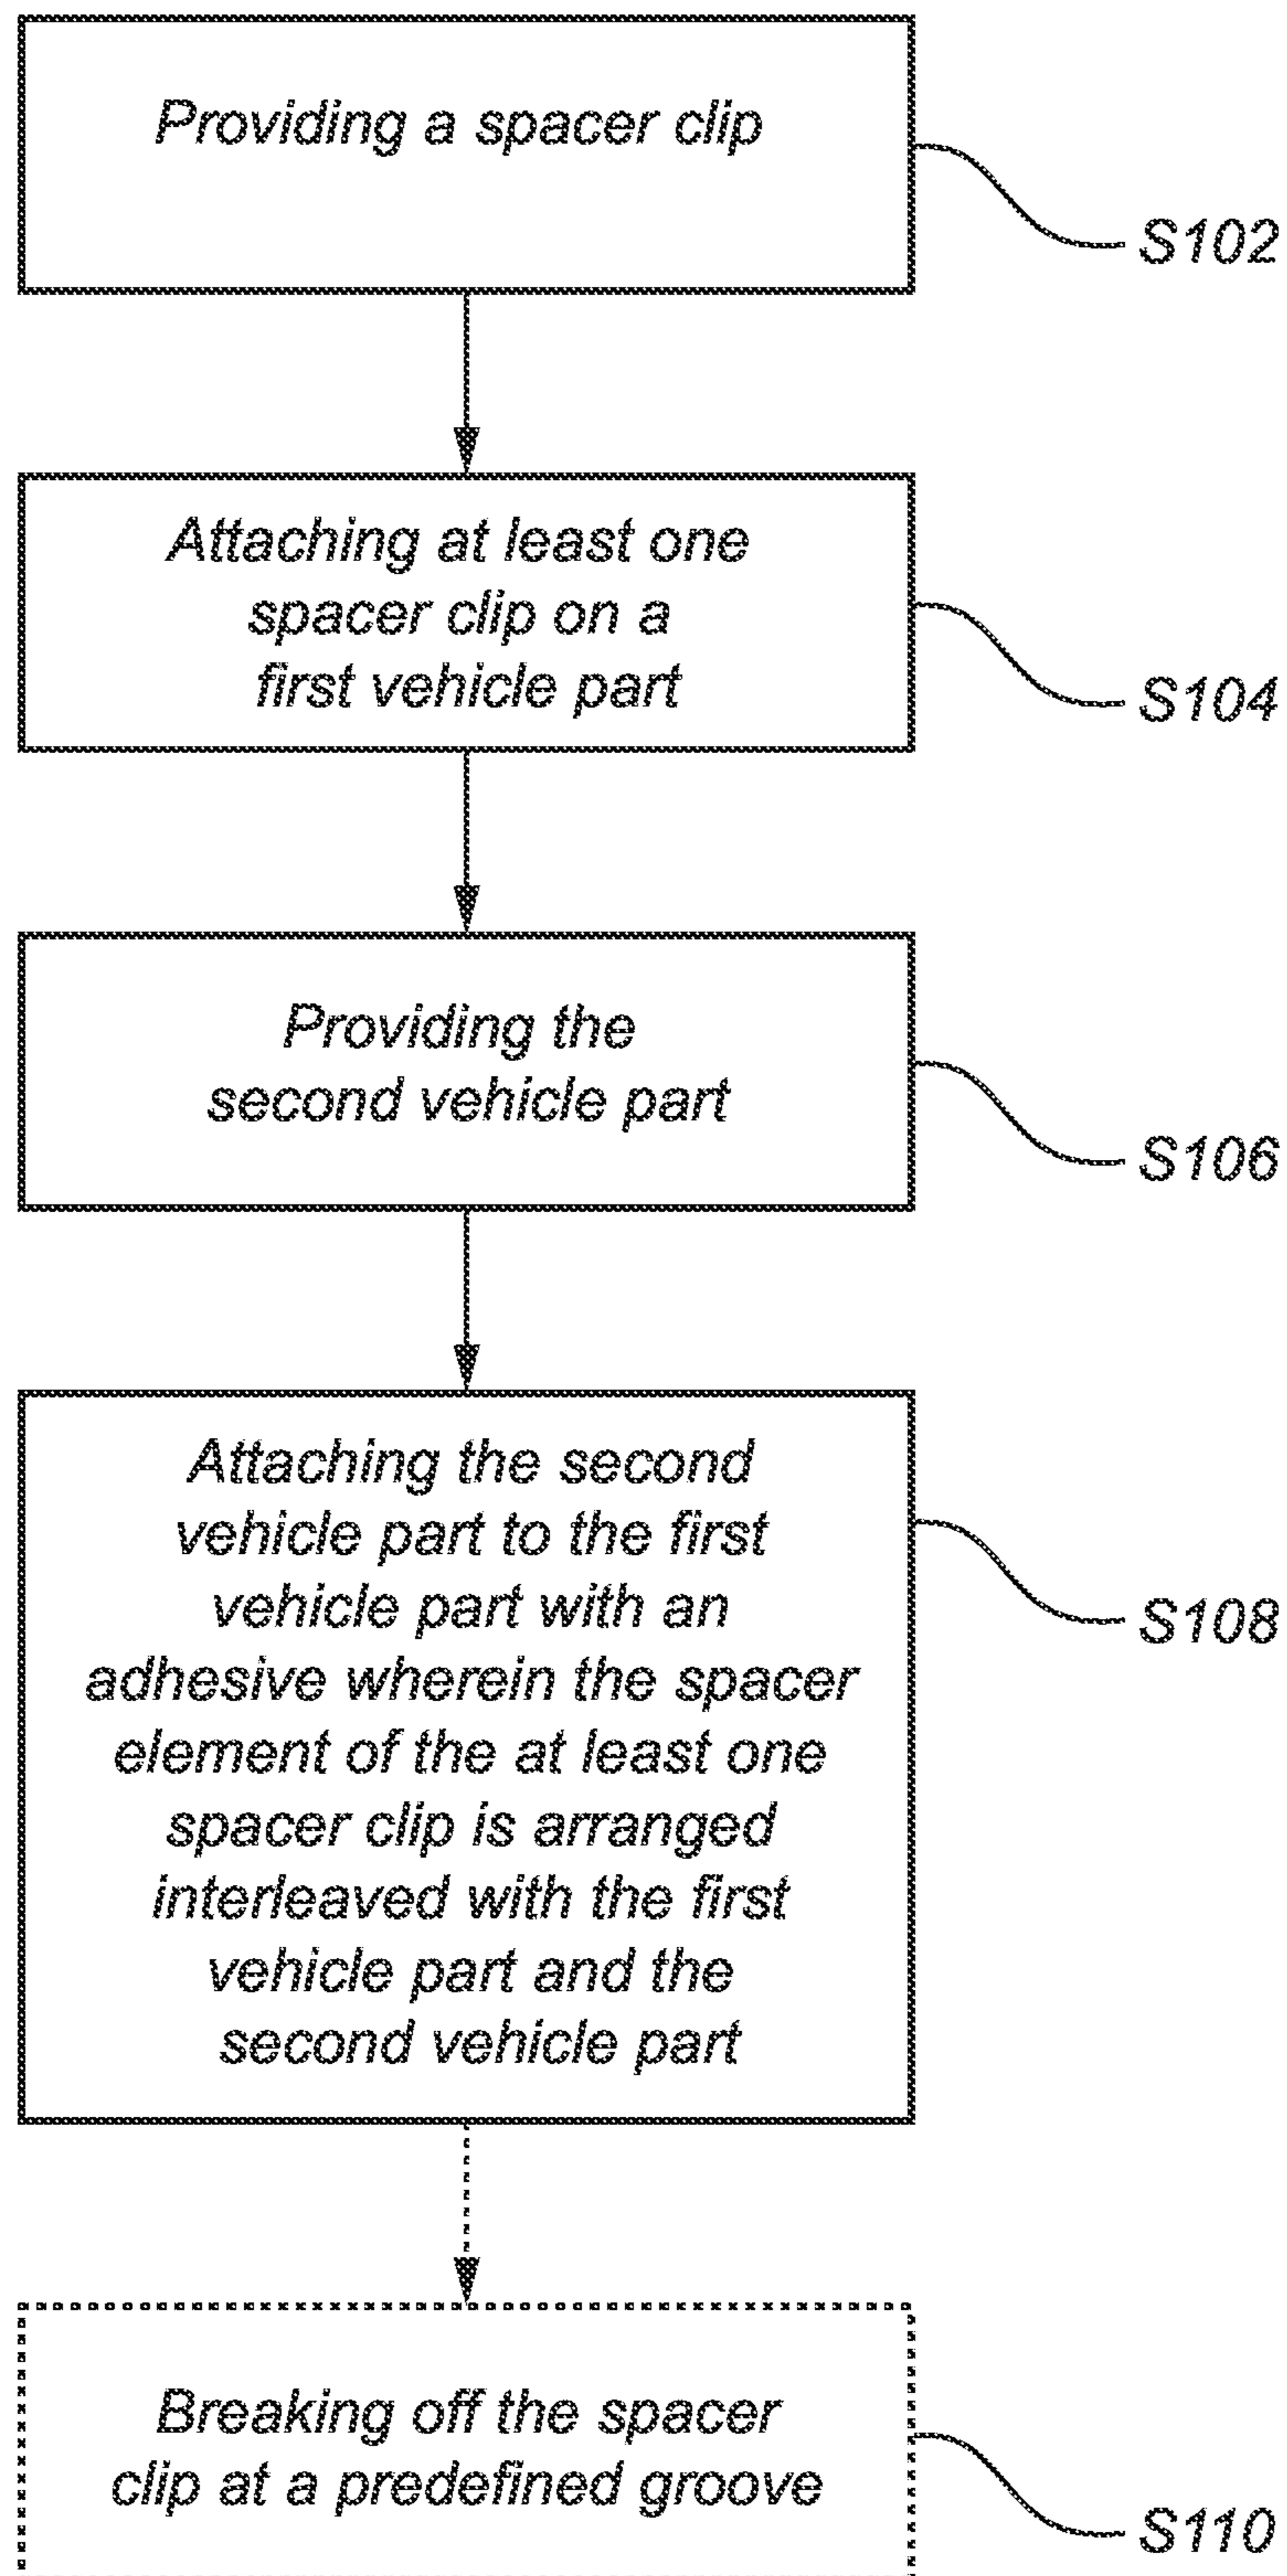 Providing a spacer clip
S102
Attaching at least one
spacer clip on a
first vehicle part
S104
Providing the
second vehicle part
S106
Attaching the second
vehicle part to the first
vehicle part with an
adhesive wherein the spacer
element of the at least one
spacer clip is arranged
interleaved with the first
vehicle part and the
second vehicle part
S108
Breaking off the spacer
clip at a predefined groove
S110